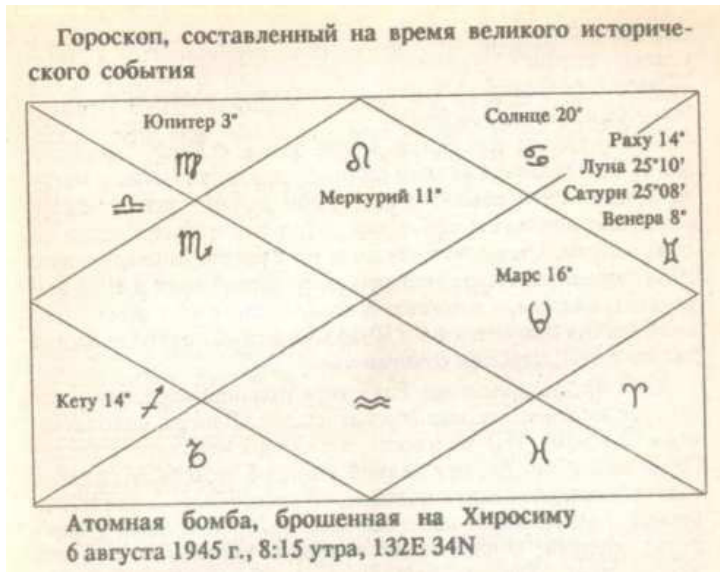 Гороскоп, составленный на время великого историче-
ского события
Юпитер 3°
Солнце 20°
♍
♌
♋
Раху 14°
Луна 25°10'
Меркурий 11°
Сатурн 25°08'
♎
Венера 8°
♏
♊
Марс 16°
♉
Кету 14° ♐
♒
♈
♑
♓
Атомная бомба, брошенная на Хиросиму
6 августа 1945 г., 8:15 утра, 132E 34N